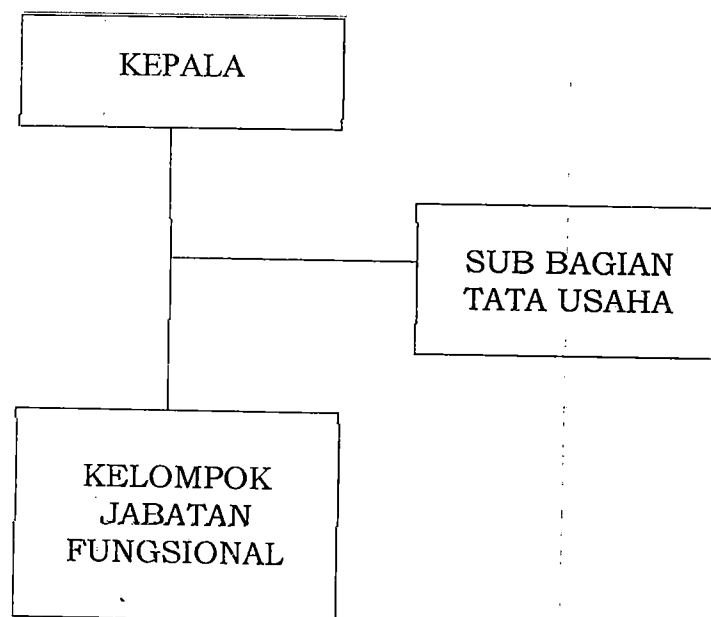 KEPALA
SUB BAGIAN
TATA USAHA
KELOMPOK
JABATAN
FUNGSIONAL